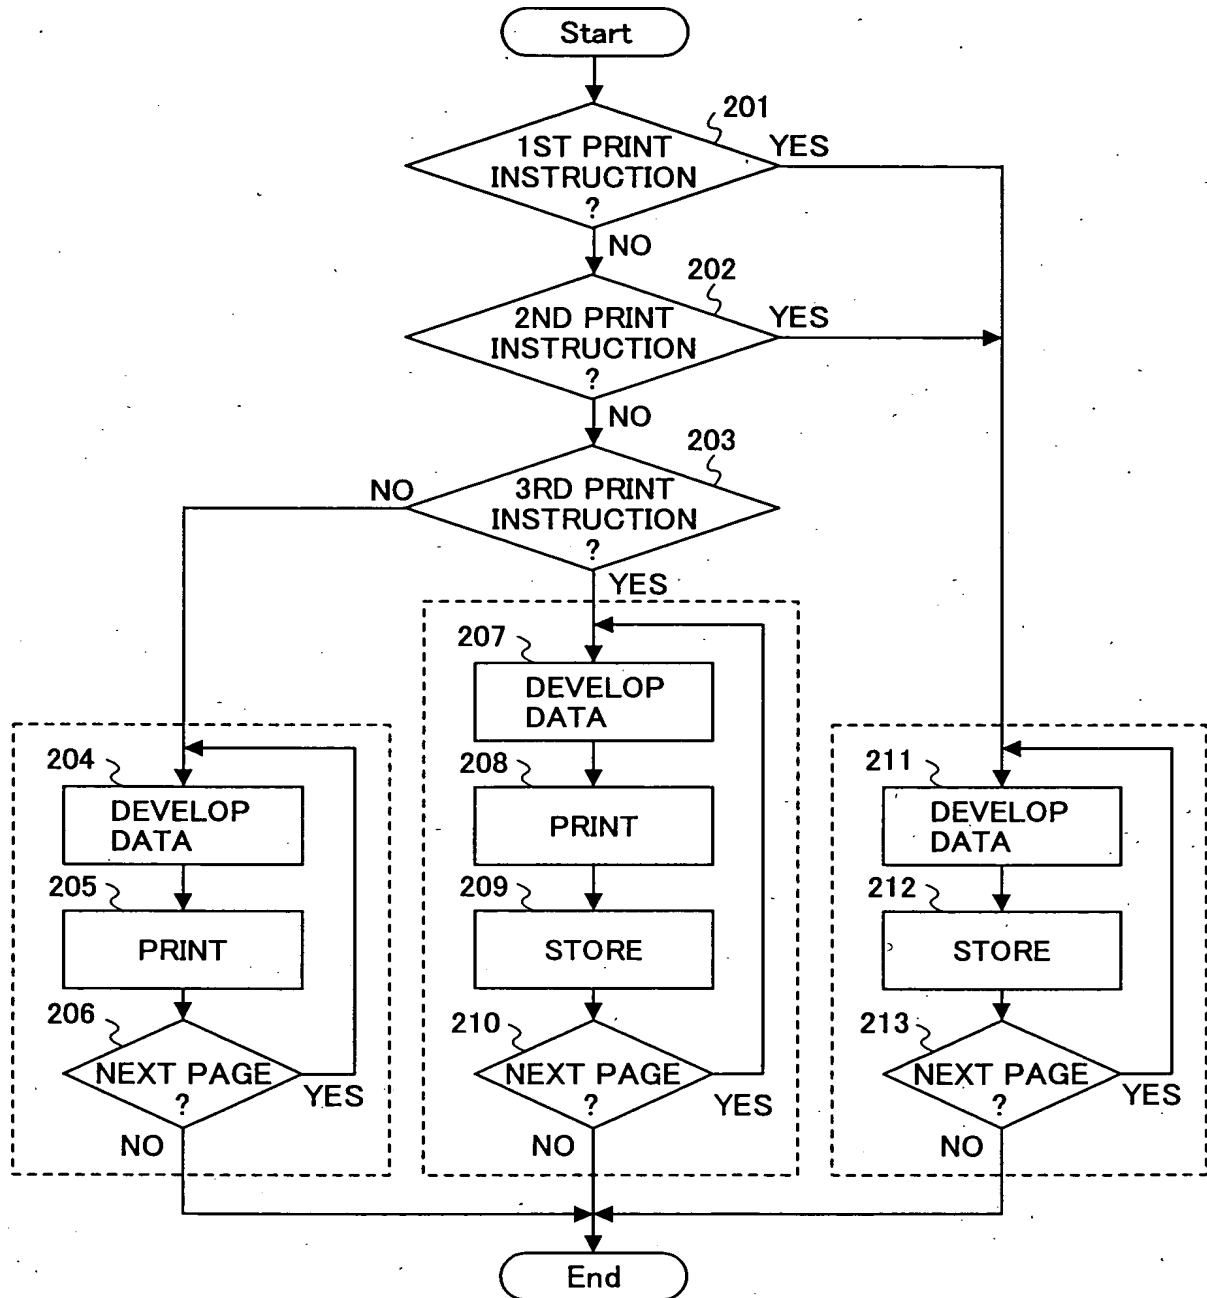 Start
201
1ST PRINT
INSTRUCTION
?
YES
NO
202
2ND PRINT
INSTRUCTION
?
YES
NO
203
3RD PRINT
INSTRUCTION
?
NO
YES
207
DEVELOP
DATA
208
PRINT
209
STORE
210
NEXT PAGE
?
YES
NO
204
DEVELOP
DATA
205
PRINT
206
NEXT PAGE
?
YES
NO
211
DEVELOP
DATA
212
STORE
213
NEXT PAGE
?
YES
NO
End